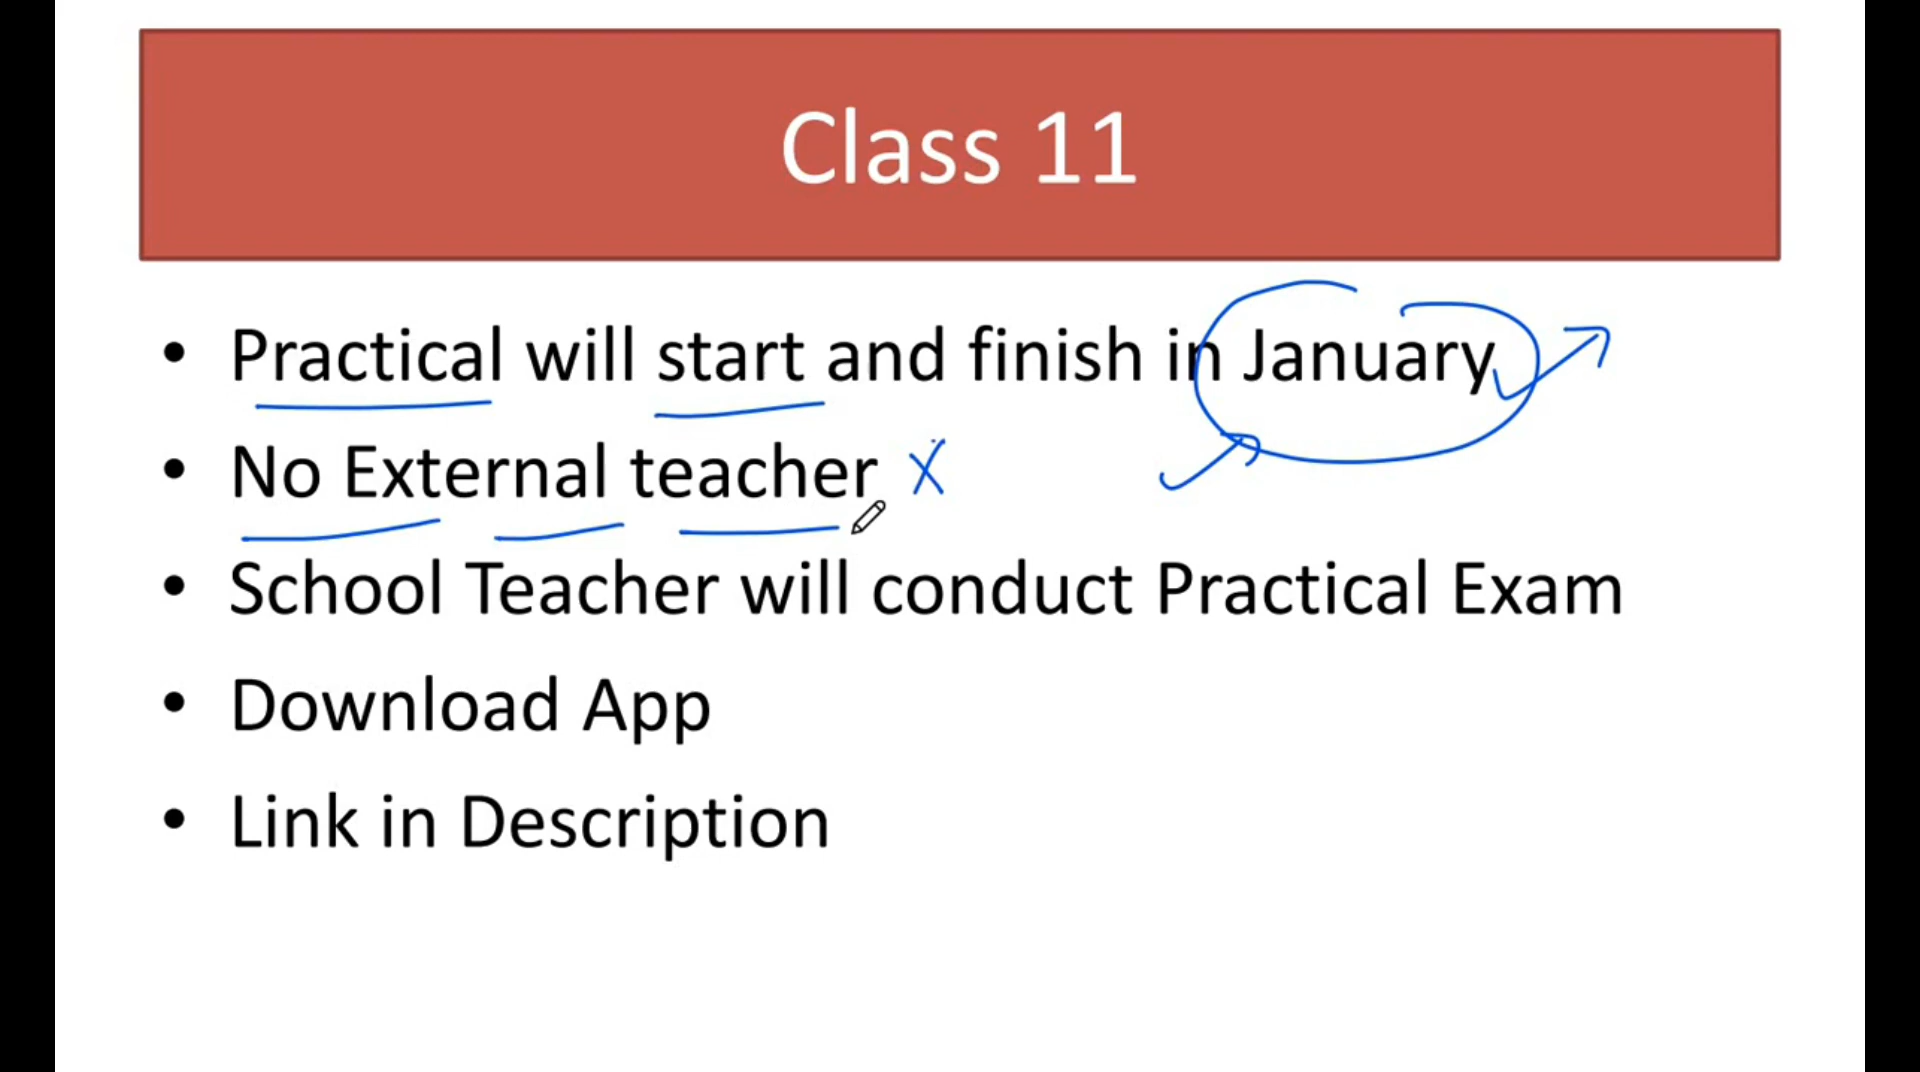 Class 11
• Practical will start and finish in January
• No External teacher X
• School Teacher will conduct Practical Exam
• Download App
• Link in Description